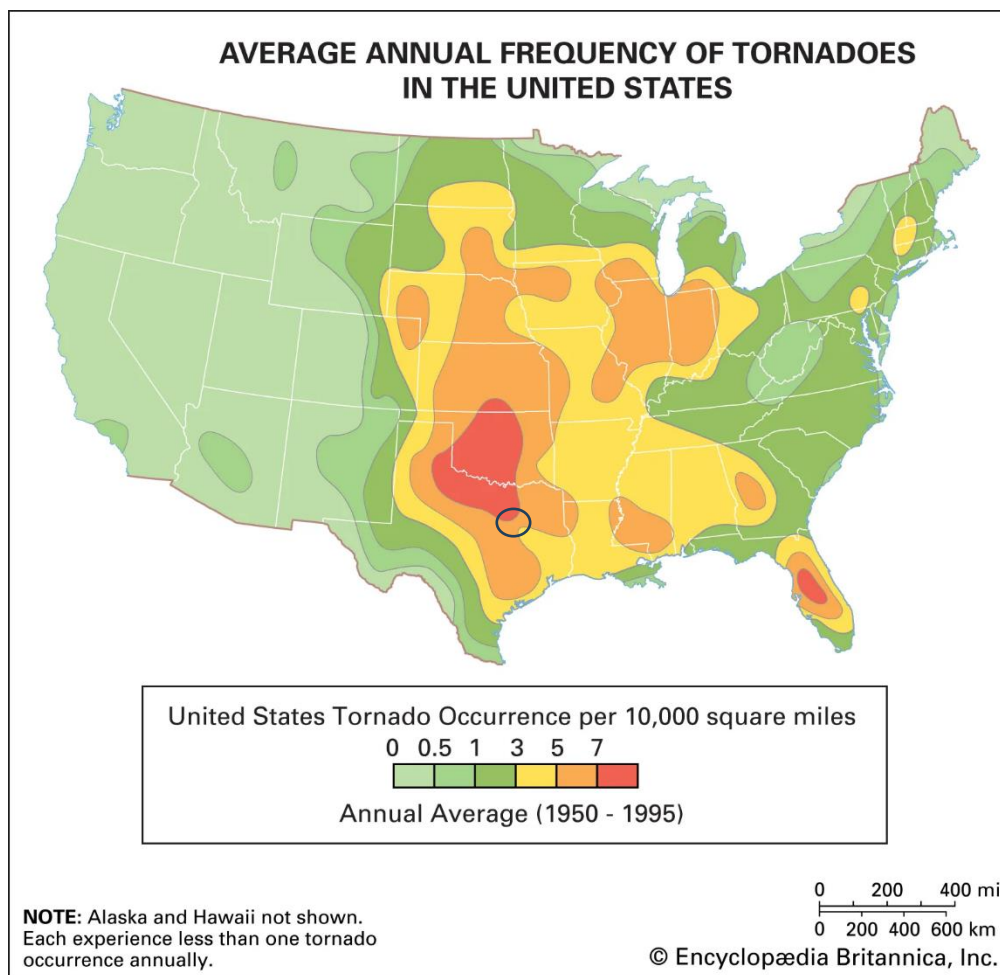 AVERAGE ANNUAL FREQUENCY OF TORNADOES
IN THE UNITED STATES
United States Tornado Occurrence per 10,000 square miles
0 0.5 1 3 5 7
Annual Average (1950 - 1995)
NOTE: Alaska and Hawaii not shown.
Each experience less than one tornado
occurrence annually.
0 200 400 mi
0 200 400 600 km
© Encyclopædia Britannica, Inc.